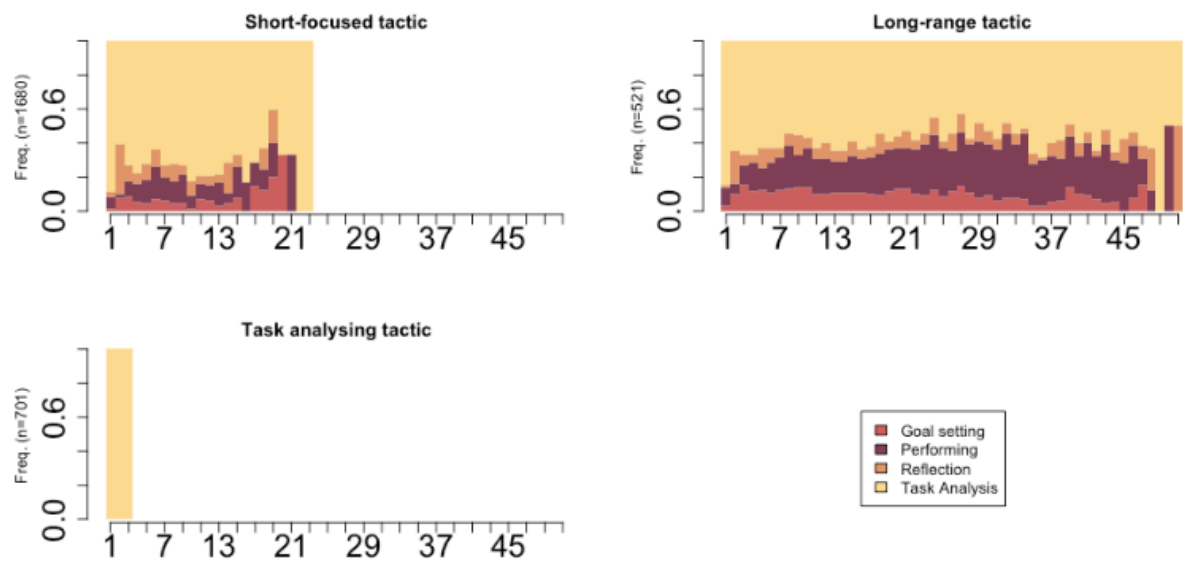 Short-focused tactic
Freq. (n=1680)
0.0 0.6
1 7 13 21 29 37 45
Long-range tactic
Freq. (n=521)
0.0 0.6
1 7 13 21 29 37 45
Task analysing tactic
Freq. (n=701)
0.0 0.6
1 7 13 21 29 37 45
Goal setting
Performing
Reflection
Task Analysis